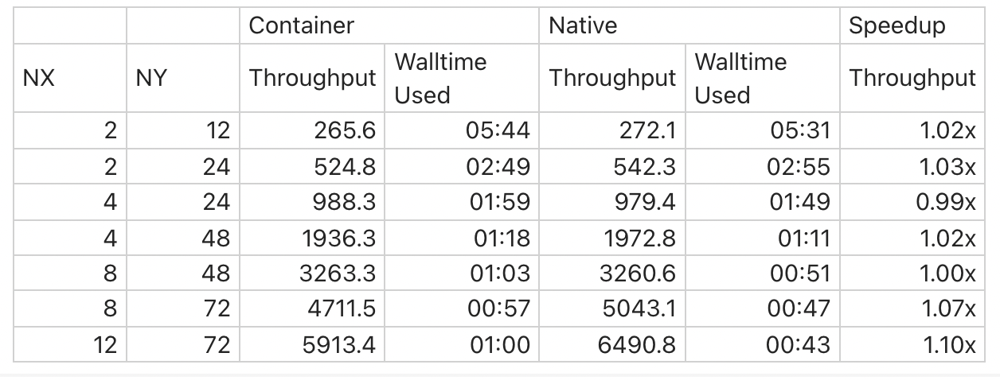 Container Native Speedup
NX NY Throughput Walltime Used Throughput Walltime Used Throughput
2 12 265.6 05:44 272.1 05:31 1.02x
2 24 524.8 02:49 542.3 02:55 1.03x
4 24 988.3 01:59 979.4 01:49 0.99x
4 48 1936.3 01:18 1972.8 01:11 1.02x
8 48 3263.3 01:03 3260.6 00:51 1.00x
8 72 4711.5 00:57 5043.1 00:47 1.07x
12 72 5913.4 01:00 6490.8 00:43 1.10x